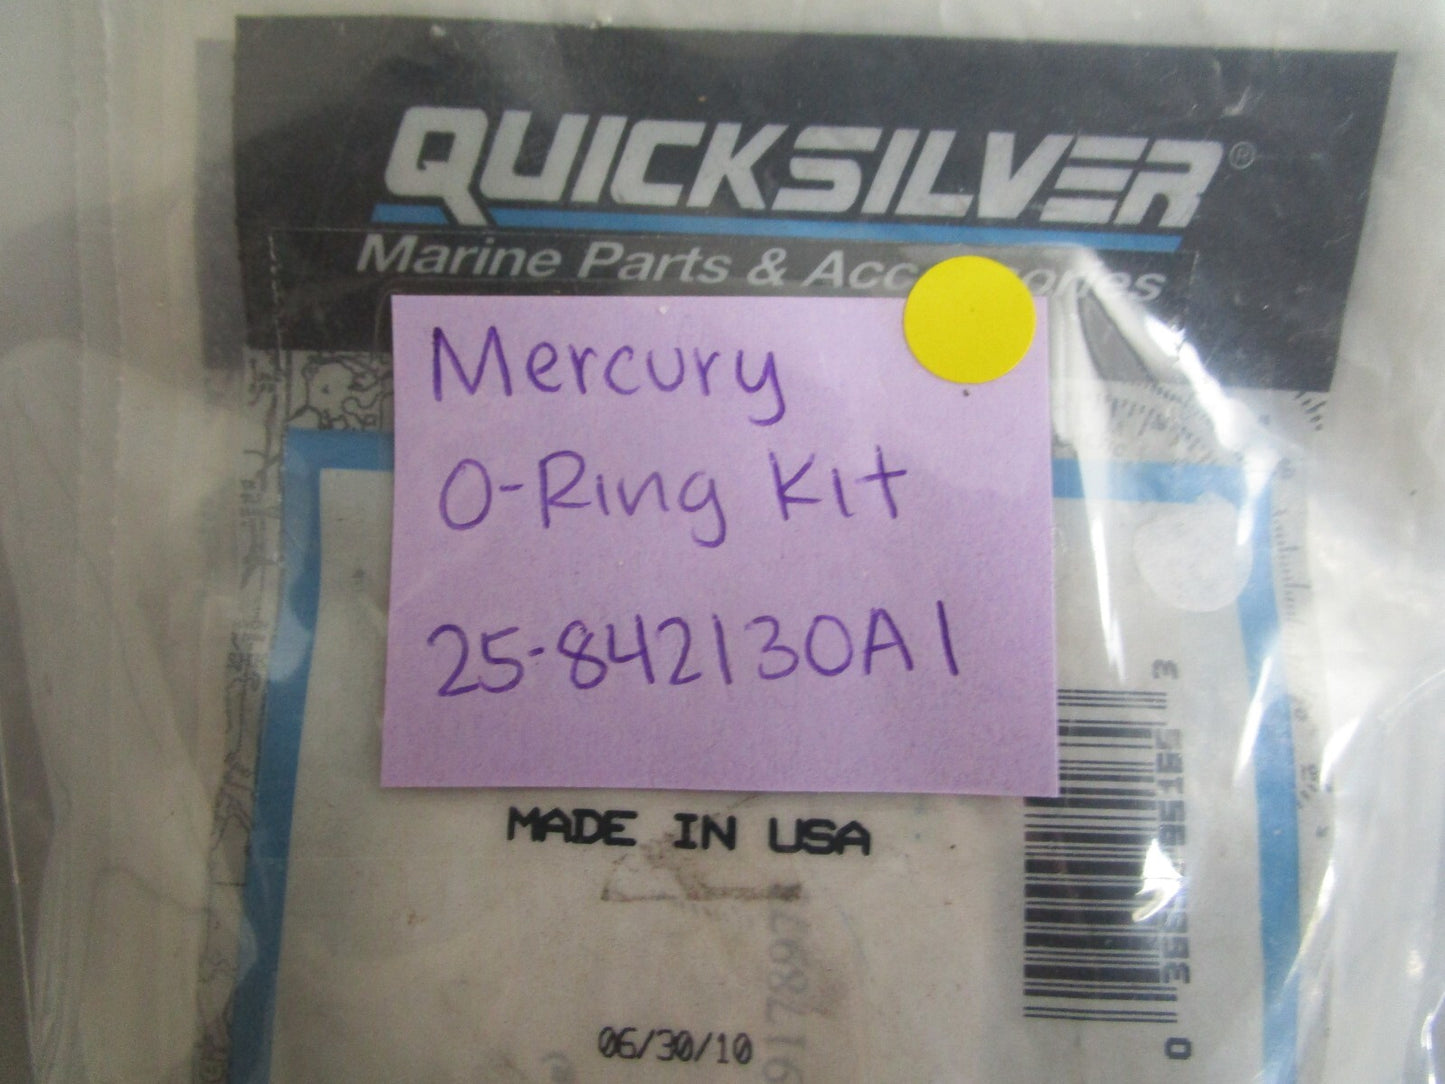 QUICKSILVER®
Marine Parts & Accessories
Mercury
O-Ring Kit
25-842130A1
MADE IN USA
06/30/10